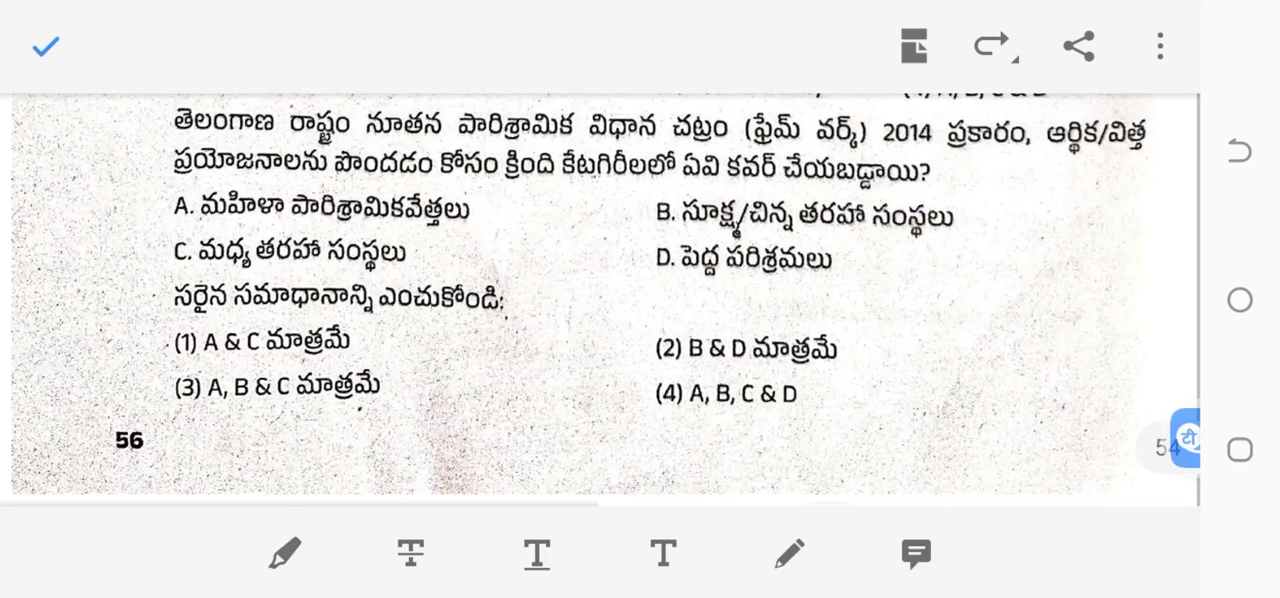 తెలంగాణ రాష్ట్రం నూతన పారిశ్రామిక విధాన చట్రం (ఫ్రేమ్ వర్క్) 2014 ప్రకారం, ఆర్థిక/విత్త
ప్రయోజనాలను పొందడం కోసం క్రింది కేటగిరీలలో ఏవి కవర్ చేయబడ్డాయి?
A. మహిళా పారిశ్రామికవేత్తలు B. సూక్ష్మ/చిన్న తరహా సంస్థలు
C. మధ్య తరహా సంస్థలు D. పెద్ద పరిశ్రమలు
సరైన సమాధానాన్ని ఎంచుకోండి:
(1) A & C మాత్రమే (2) B & D మాత్రమే
(3) A, B & C మాత్రమే (4) A, B, C & D
56
54
टी